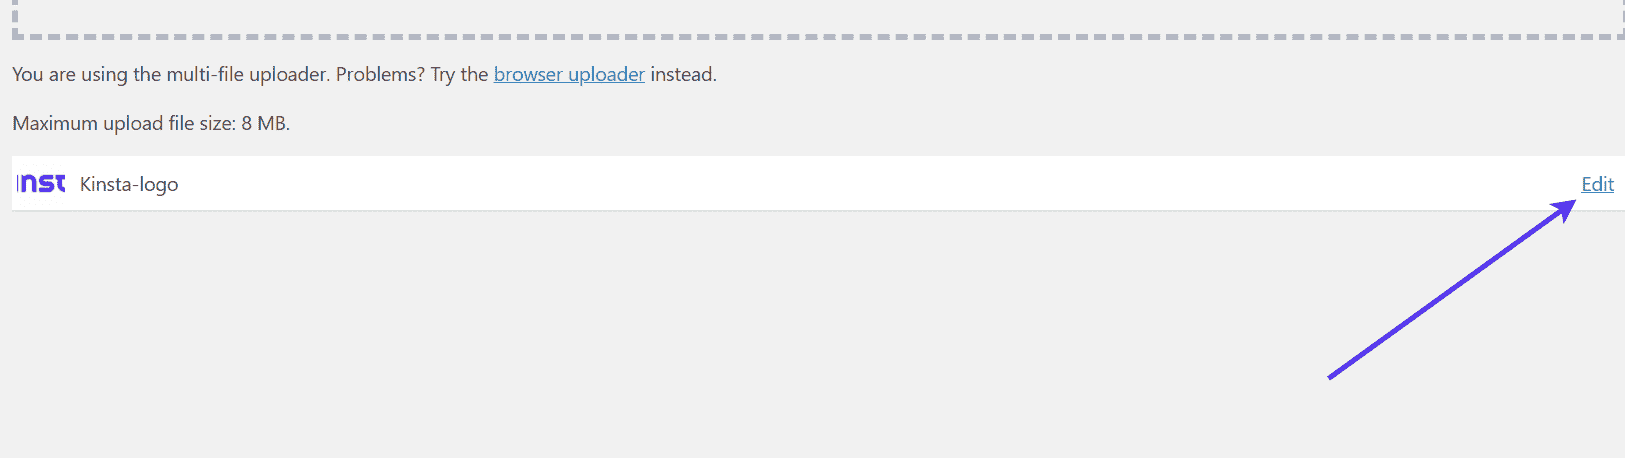 You are using the multi-file uploader. Problems? Try the browser uploader instead.
Maximum upload file size: 8 MB.
nst Kinsta-logo Edit